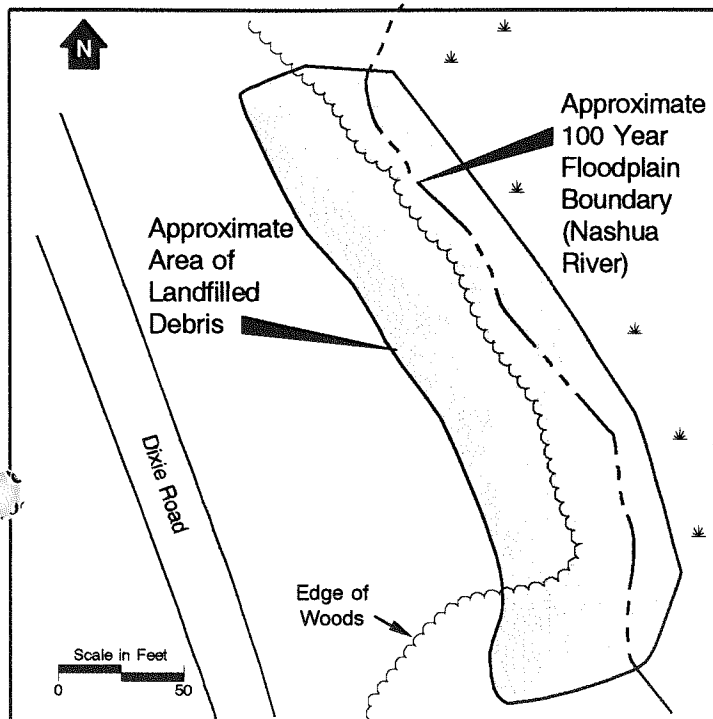 N
Approximate
100 Year
Floodplain
Boundary
(Nashua
River)
Approximate
Area of
Landfilled
Debris
Dixie Road
Edge of
Woods
Scale in Feet
0 50